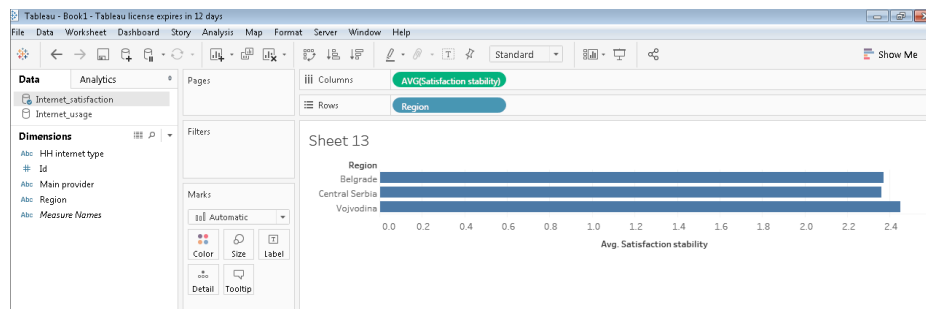 Tableau - Book1 - Tableau license expires in 12 days
File Data Worksheet Dashboard Story Analysis Map Format Server Window Help
Standard
Show Me
Data Analytics
Internet_satisfaction
Internet_usage
Dimensions
Abc HH internet type
# Id
Abc Main provider
Abc Region
Abc Measure Names
Pages
Filters
Marks
Automatic
Color Size Label
Detail Tooltip
Columns AVG(Satisfaction stability)
Rows Region
Sheet 13
Region
Belgrade
Central Serbia
Vojvodina
0.0 0.2 0.4 0.6 0.8 1.0 1.2 1.4 1.6 1.8 2.0 2.2 2.4
Avg. Satisfaction stability